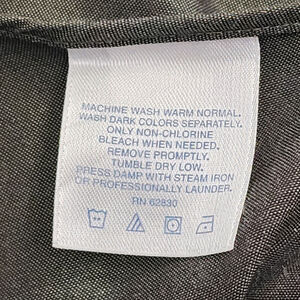 MACHINE WASH WARM NORMAL.
WASH DARK COLORS SEPARATELY.
ONLY NON-CHLORINE
BLEACH WHEN NEEDED.
REMOVE PROMPTLY.
TUMBLE DRY LOW.
PRESS DAMP WITH STEAM IRON
OR PROFESSIONALLY LAUNDER.
RN 62830